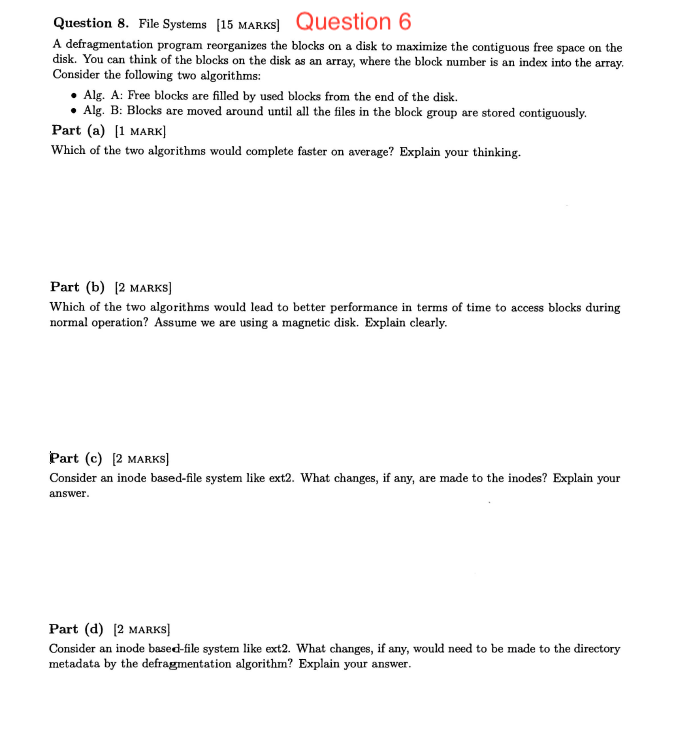 Question 8. File Systems [15 MARKS] Question 6
A defragmentation program reorganizes the blocks on a disk to maximize the contiguous free space on the
disk. You can think of the blocks on the disk as an array, where the block number is an index into the array.
Consider the following two algorithms:
• Alg. A: Free blocks are filled by used blocks from the end of the disk.
• Alg. B: Blocks are moved around until all the files in the block group are stored contiguously.
Part (a) [1 MARK]
Which of the two algorithms would complete faster on average? Explain your thinking.
Part (b) [2 MARKS]
Which of the two algorithms would lead to better performance in terms of time to access blocks during
normal operation? Assume we are using a magnetic disk. Explain clearly.
Part (c) [2 MARKS]
Consider an inode based-file system like ext2. What changes, if any, are made to the inodes? Explain your
answer.
Part (d) [2 MARKS]
Consider an inode based-file system like ext2. What changes, if any, would need to be made to the directory
metadata by the defragmentation algorithm? Explain your answer.